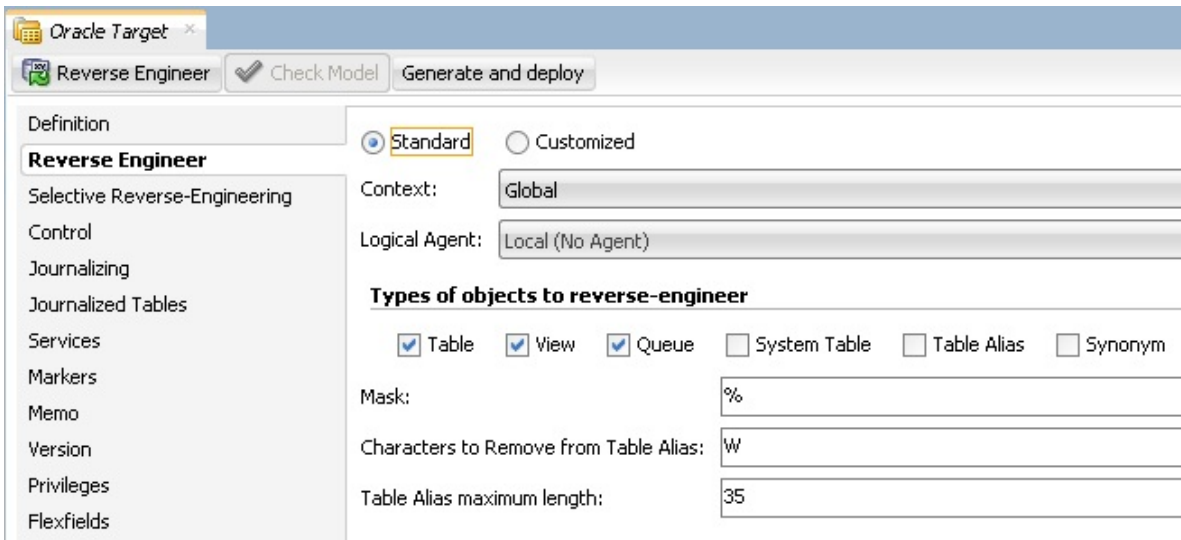 Oracle Target
Reverse Engineer Check Model Generate and deploy
Definition
Reverse Engineer
Selective Reverse-Engineering
Control
Journalizing
Journalized Tables
Services
Markers
Memo
Version
Privileges
Flexfields
Standard Customized
Context: Global
Logical Agent: Local (No Agent)
Types of objects to reverse-engineer
Table View Queue System Table Table Alias Synonym
Mask: %
Characters to Remove from Table Alias: W
Table Alias maximum length: 35